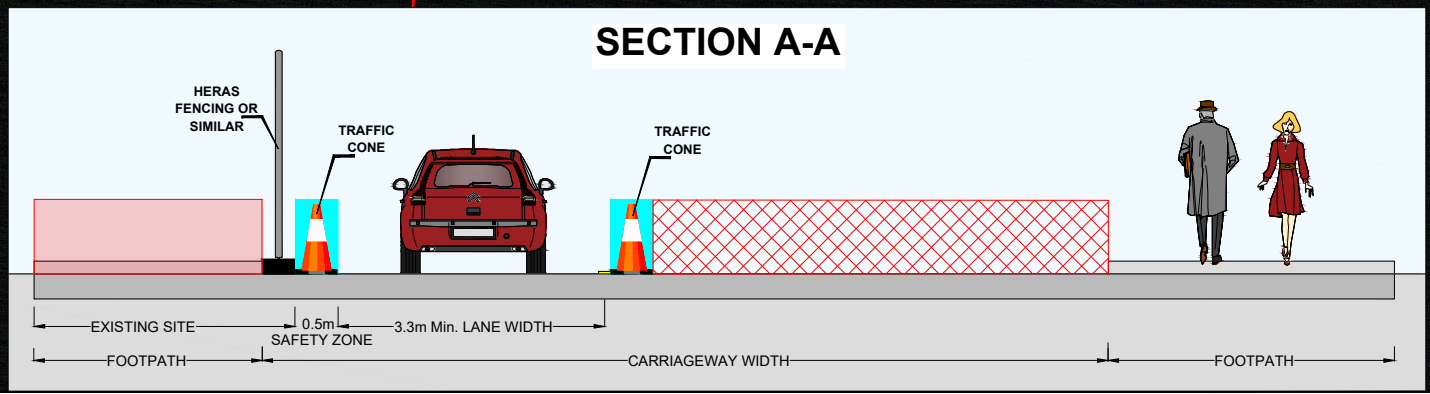 SECTION A-A
HERAS
FENCING OR
SIMILAR
TRAFFIC
CONE
TRAFFIC
CONE
EXISTING SITE
0.5m
SAFETY ZONE
3.3m Min. LANE WIDTH
FOOTPATH
CARRIAGEWAY WIDTH
FOOTPATH